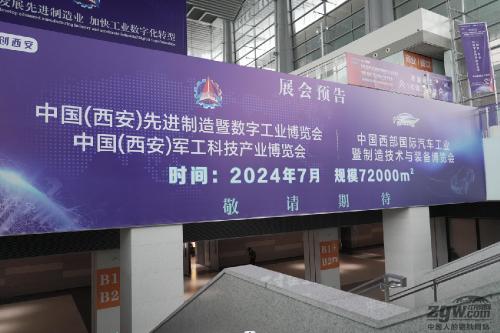 发展先进制造业 加快工业数字化转型
创西安
展会预告
中国(西安)先进制造暨数字工业博览会
中国(西安)军工科技产业博览会
中国西部国际汽车工业
暨制造技术与装备博览会
时间：2024年7月 规模72000m²
敬请期待
B1
B2
B1
B2
zgw.com